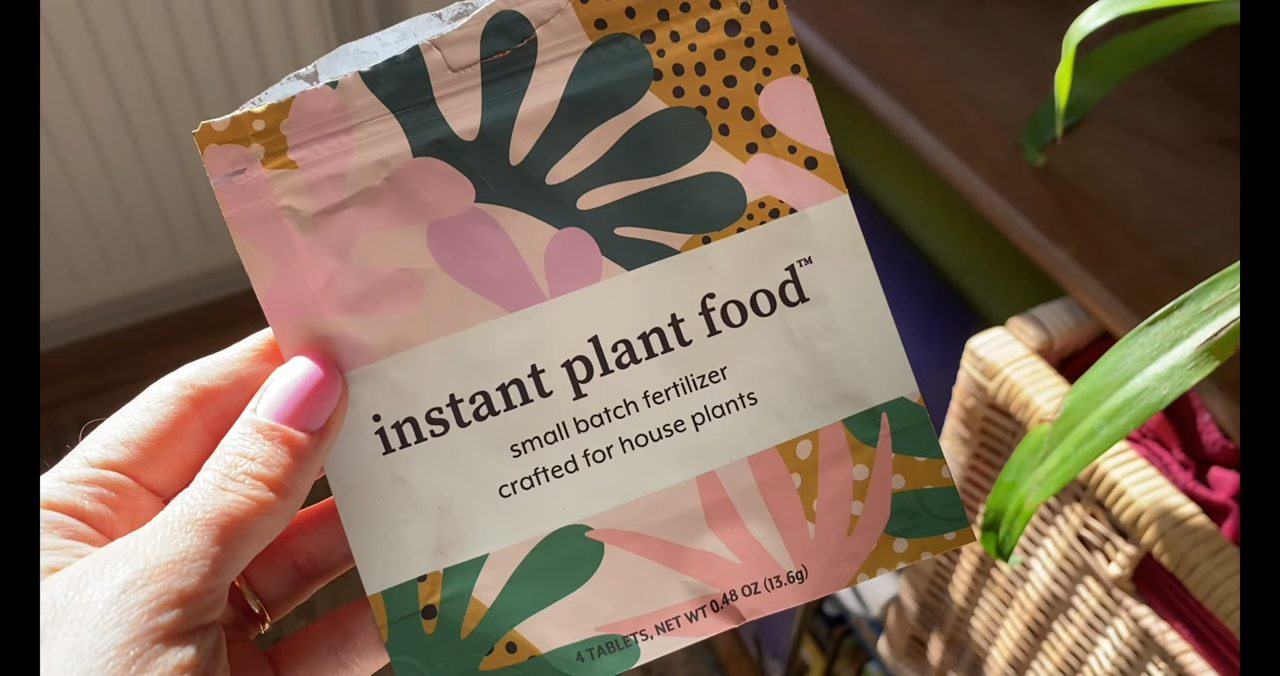 instant plant food™
small batch fertilizer
crafted for house plants
4 TABLETS, NET WT 0.48 OZ (13.6g)